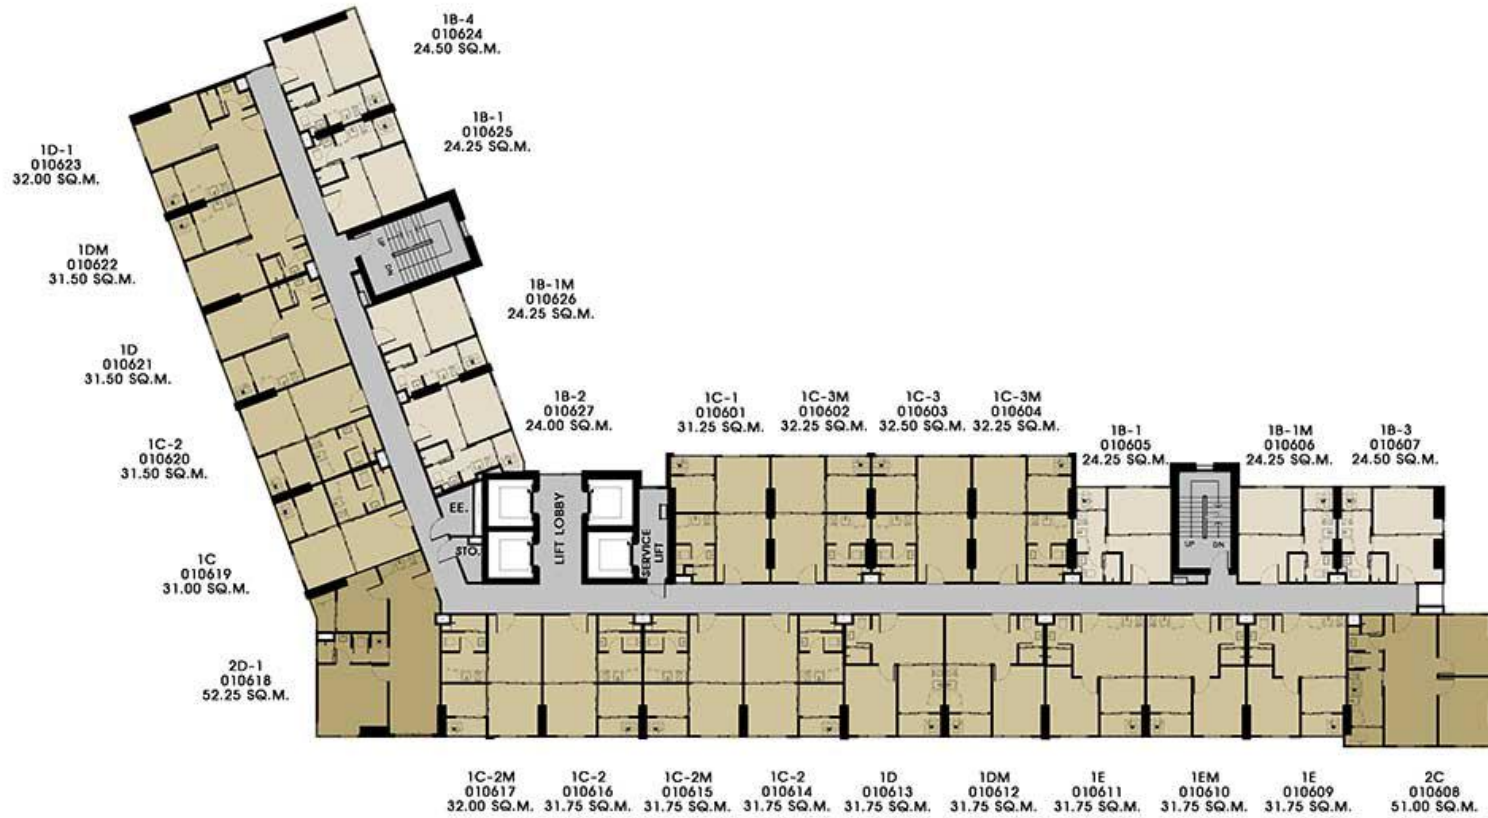 1B-4
010624
24.50 SQ.M.
1B-1
010625
24.25 SQ.M.
1D-1
010623
32.00 SQ.M.
UP
DN
1DM
010622
31.50 SQ.M.
1B-1M
010626
24.25 SQ.M.
1D
010621
31.50 SQ.M.
1B-2
010627
24.00 SQ.M.
1C-1
010601
31.25 SQ.M.
1C-3M
010602
32.25 SQ.M.
1C-3
010603
32.50 SQ.M.
1C-3M
010604
32.25 SQ.M.
1B-1
010605
24.25 SQ.M.
1B-1M
010606
24.25 SQ.M.
1B-3
010607
24.50 SQ.M.
1C-2
010620
31.50 SQ.M.
EE.
STO.
LIFT LOBBY
SERVICE
LIFT
UP
DN
1C
010619
31.00 SQ.M.
2D-1
010618
52.25 SQ.M.
1C-2M
010617
32.00 SQ.M.
1C-2
010616
31.75 SQ.M.
1C-2M
010615
31.75 SQ.M.
1C-2
010614
31.75 SQ.M.
1D
010613
31.75 SQ.M.
1DM
010612
31.75 SQ.M.
1E
010611
31.75 SQ.M.
1EM
010610
31.75 SQ.M.
1E
010609
31.75 SQ.M.
2C
010608
51.00 SQ.M.